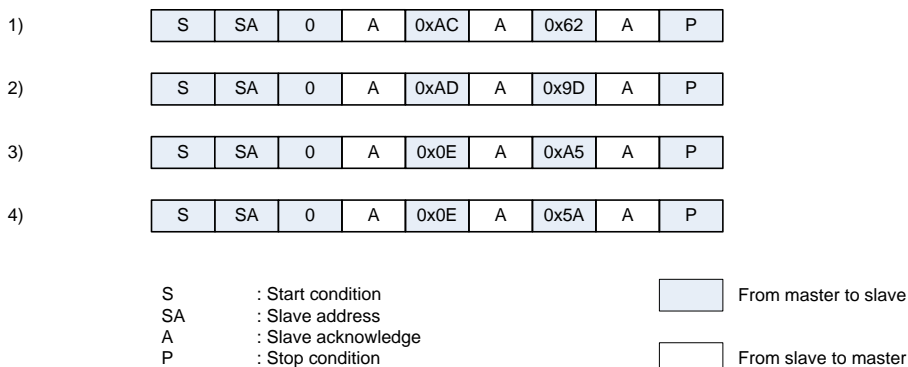 1) S SA 0 A 0xAC A 0x62 A P
2) S SA 0 A 0xAD A 0x9D A P
3) S SA 0 A 0x0E A 0xA5 A P
4) S SA 0 A 0x0E A 0x5A A P
S : Start condition From master to slave
SA : Slave address
A : Slave acknowledge
P : Stop condition From slave to master